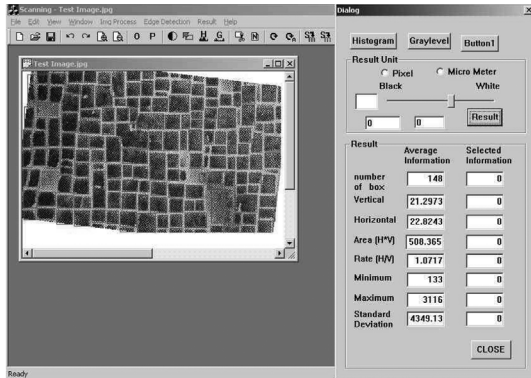 Scanning - Test Image.jpg
File Edit View Window Img Process Edge Detection Result Help
O P
Test Image.jpg
Ready
Dialog
Histogram Graylevel Button1
Result Unit
Pixel Micro Meter
Black White
0 0 Result
Result
Average Information Selected Information
number of box 148 0
Vertical 21.2973 0
Horizontal 22.8243 0
Area (H*V) 508.365 0
Rate (H/V) 1.0717 0
Minimum 133 0
Maximum 3116 0
Standard Deviation 4349.13 0
CLOSE